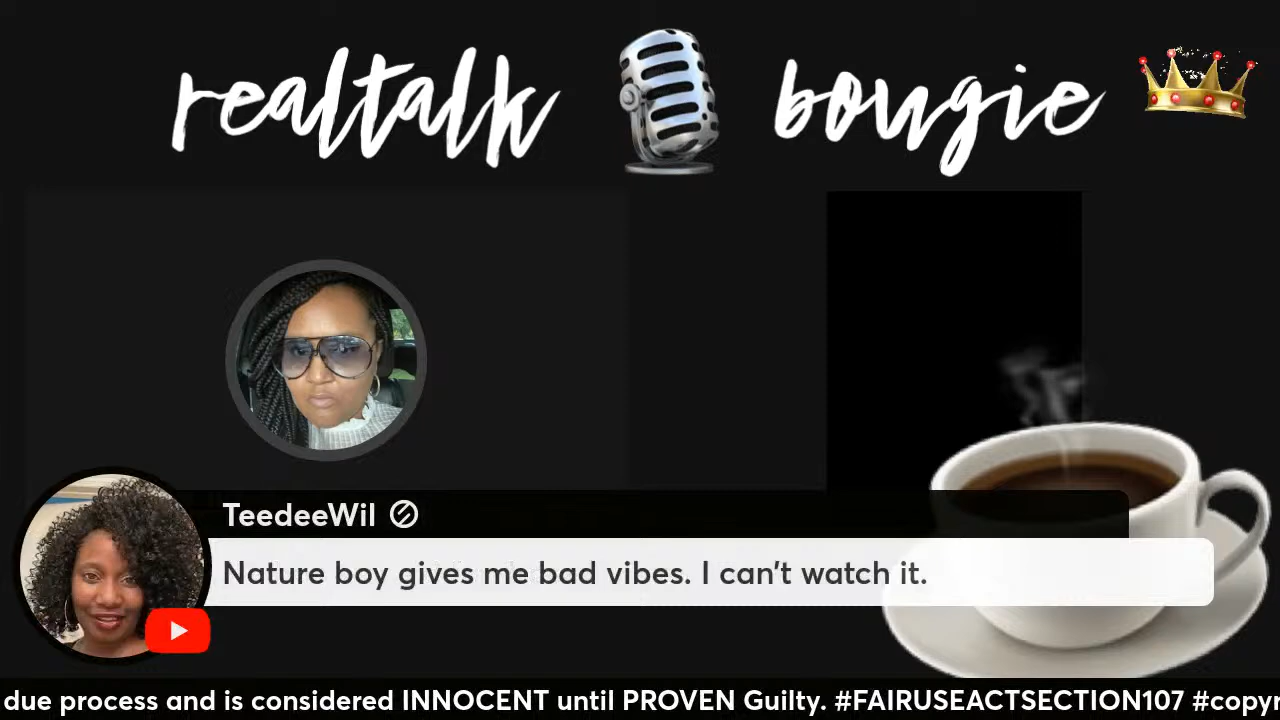 realtalk bougie
TeedeeWil
Nature boy gives me bad vibes. I can't watch it.
due process and is considered INNOCENT until PROVEN Guilty. #FAIRUSEACTSECTION107 #copyr